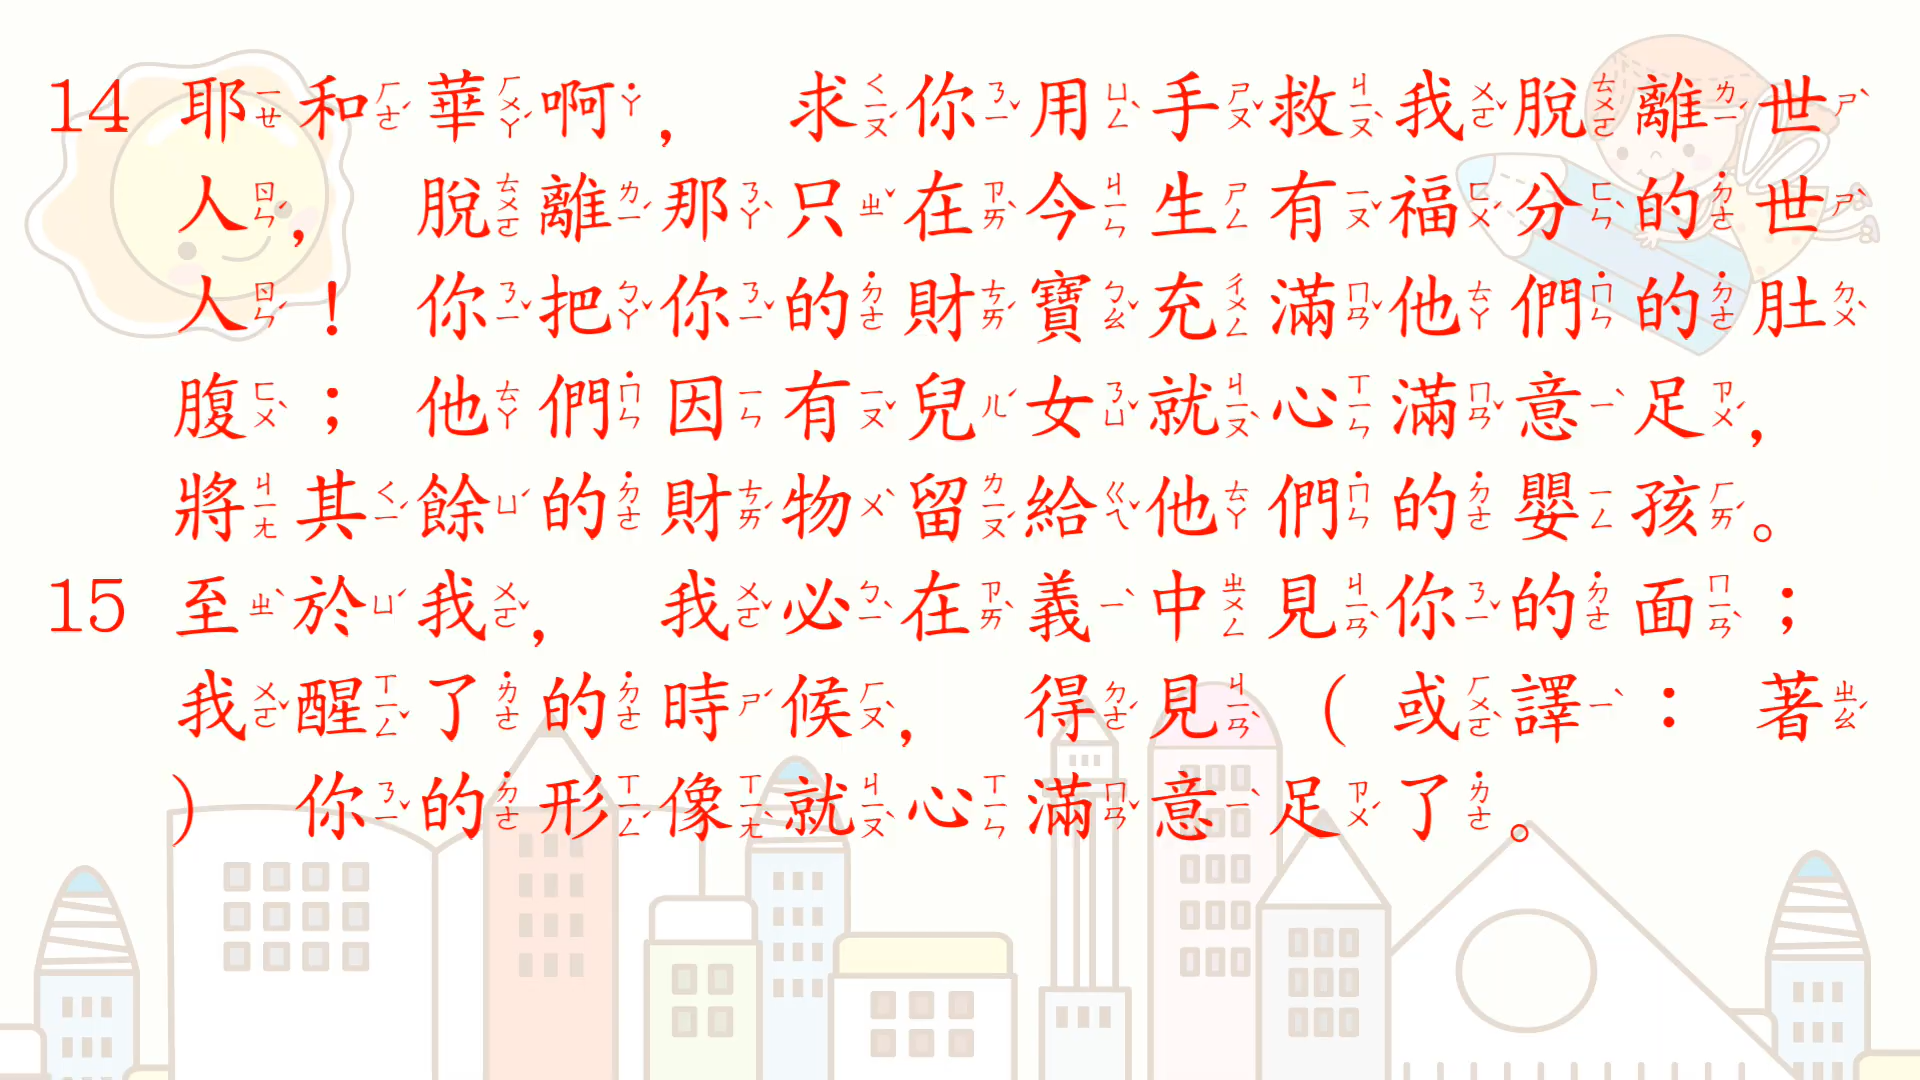 14 耶和華啊， 求你用手救我脫離世
人， 脫離那只在今生有福分的世
人！ 你把你的財寶充滿他們的肚
腹； 他們因有兒女就心滿意足，
將其餘的財物留給他們的嬰孩。
15 至於我， 我必在義中見你的面；
我醒了的時候， 得見（或譯： 著
） 你的形像就心滿意足了。